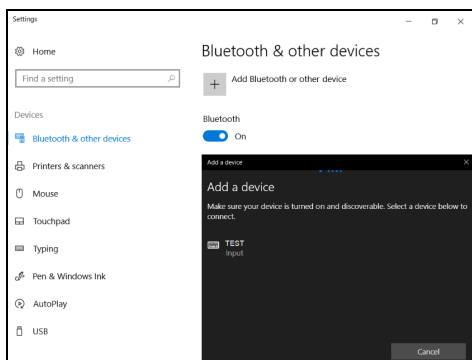 Settings
Home
Find a setting
Devices
Bluetooth & other devices
Printers & scanners
Mouse
Touchpad
Typing
Pen & Windows Ink
AutoPlay
USB
Bluetooth & other devices
Add Bluetooth or other device
Bluetooth
On
Add a device
Add a device
Make sure your device is turned on and discoverable. Select a device below to
connect.
TEST
Input
Cancel